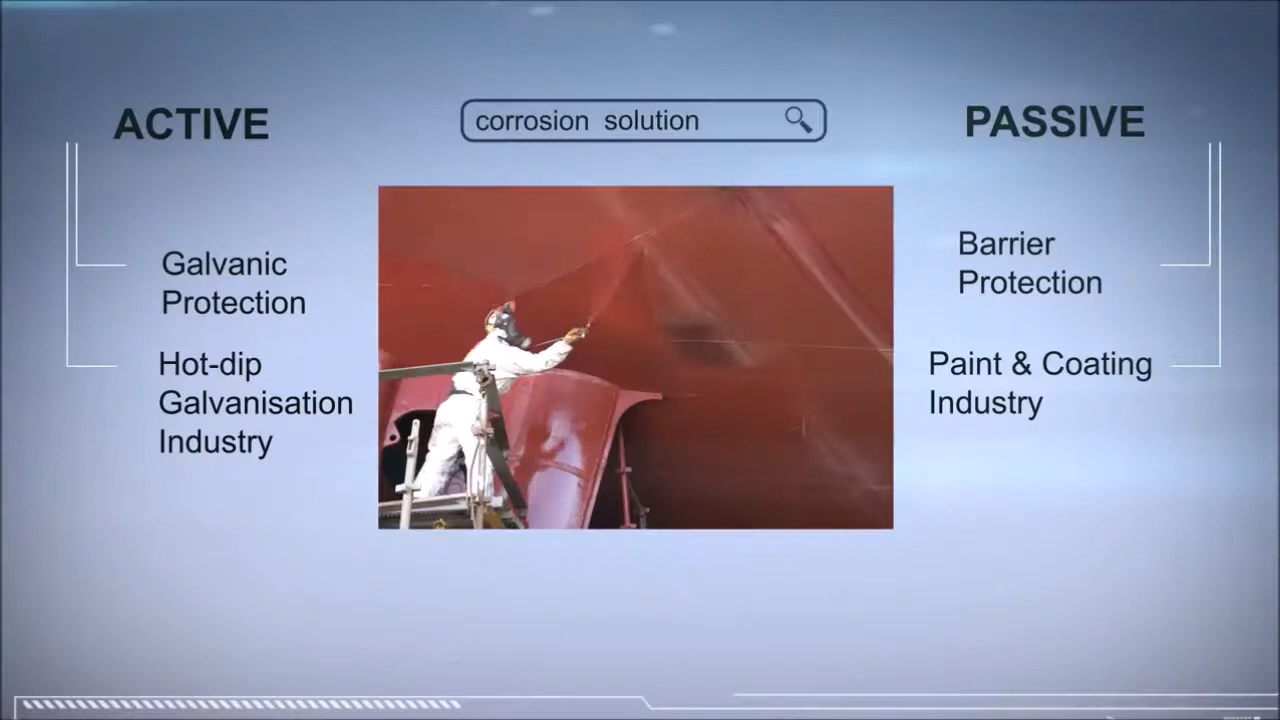 ACTIVE
corrosion solution
PASSIVE
Galvanic
Protection
Hot-dip
Galvanisation
Industry
Barrier
Protection
Paint & Coating
Industry